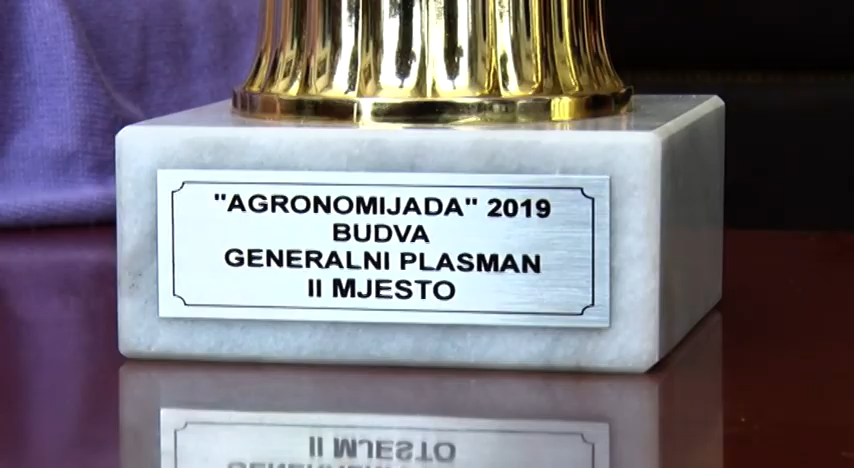 "AGRONOMIJADA" 2019
BUDVA
GENERALNI PLASMAN
II MJESTO